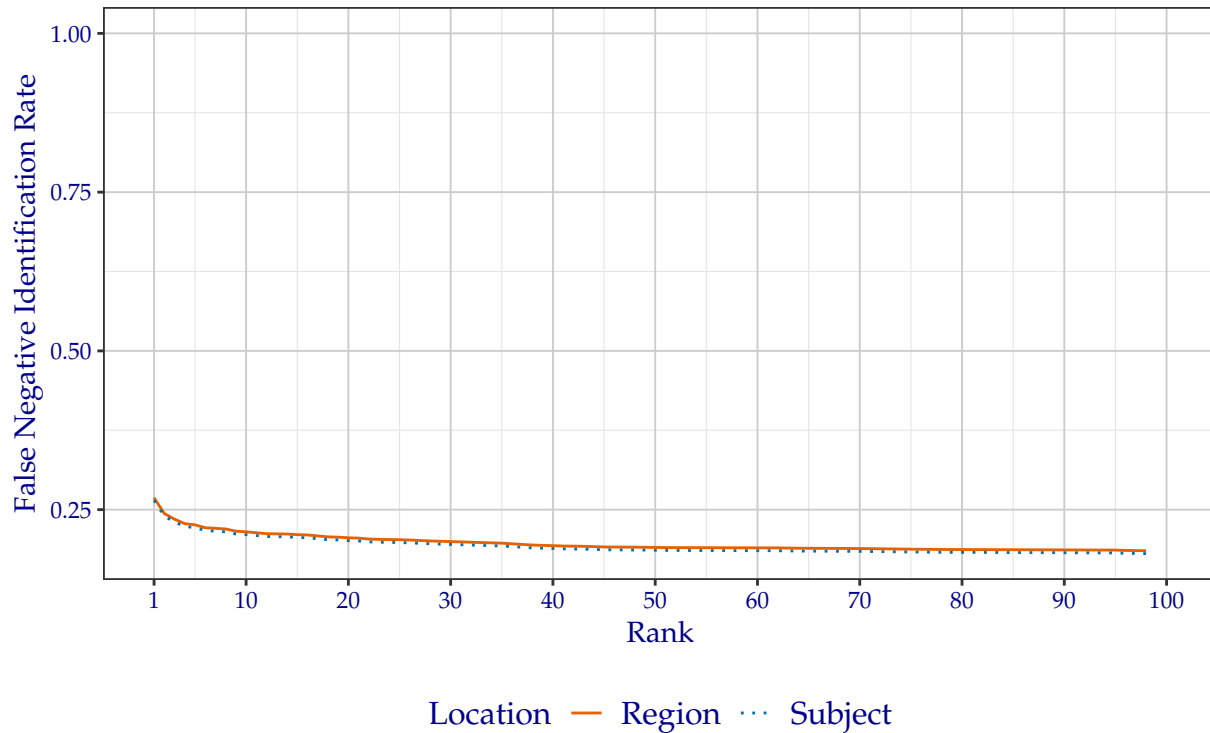 False Negative Identification Rate
1.00
0.75
0.50
0.25
1 10 20 30 40 50 60 70 80 90 100
Rank
Location Region Subject